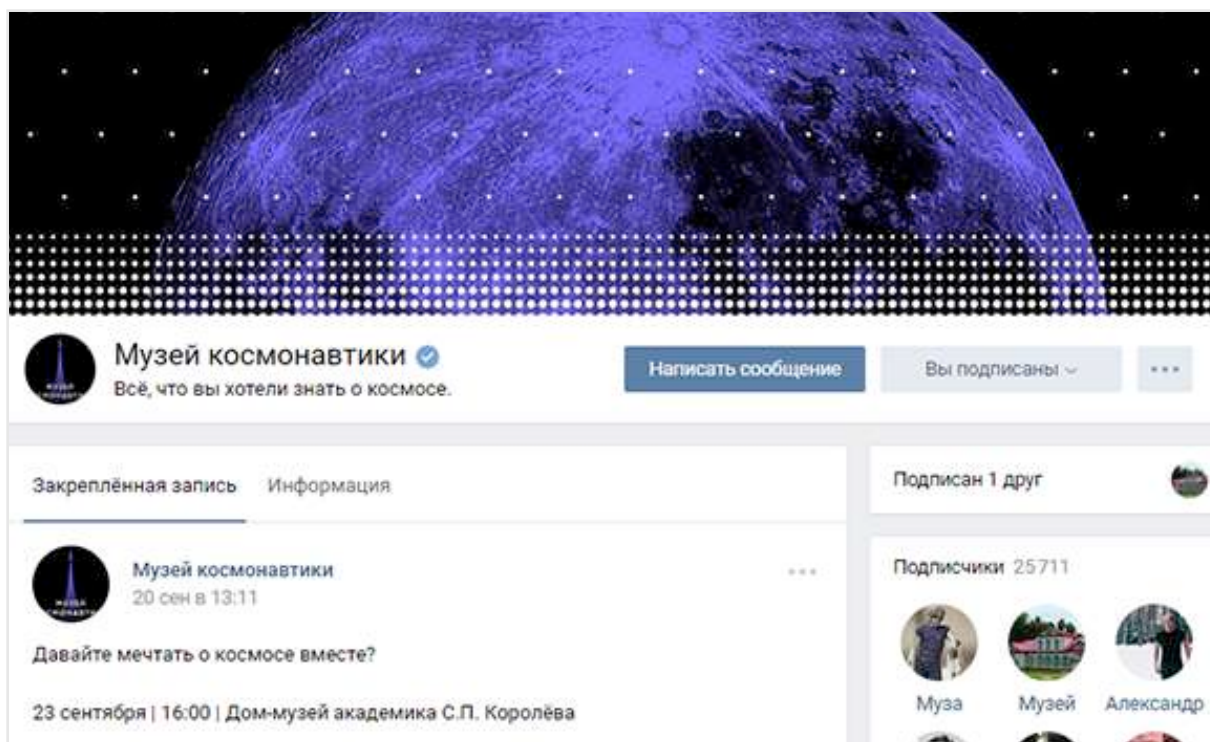 Музей космонавтики
Всё, что вы хотели знать о космосе.
Написать сообщение
Вы подписаны
Закреплённая запись Информация
Подписан 1 друг
Музей космонавтики
20 сен в 13:11
Подписчики 25711
Давайте мечтать о космосе вместе?
23 сентября | 16:00 | Дом-музей академика С.П. Королёва
Муза Музей Александр